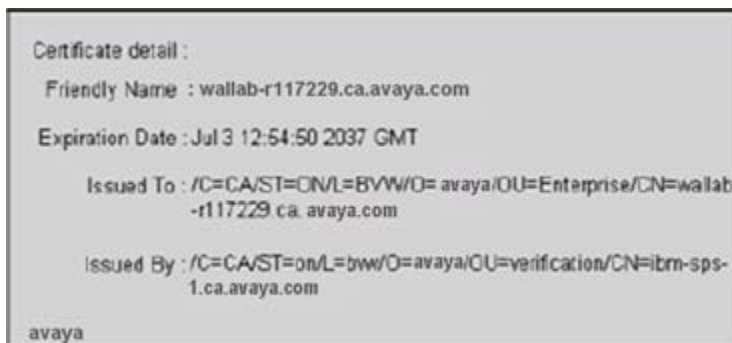 Certificate detail :
Friendly Name : wallab-r117229.ca.avaya.com
Expiration Date : Jul 3 12:54:50 2037 GMT
Issued To : /C=CA/ST=ON/L=BVW/O= avaya/OU=Enterprise/CN=wallab
-r117229.ca. avaya.com
Issued By : /C=CA/ST=on/L=bvw/O=avaya/OU=verification/CN=ibm-sps-
1.ca.avaya.com
avaya